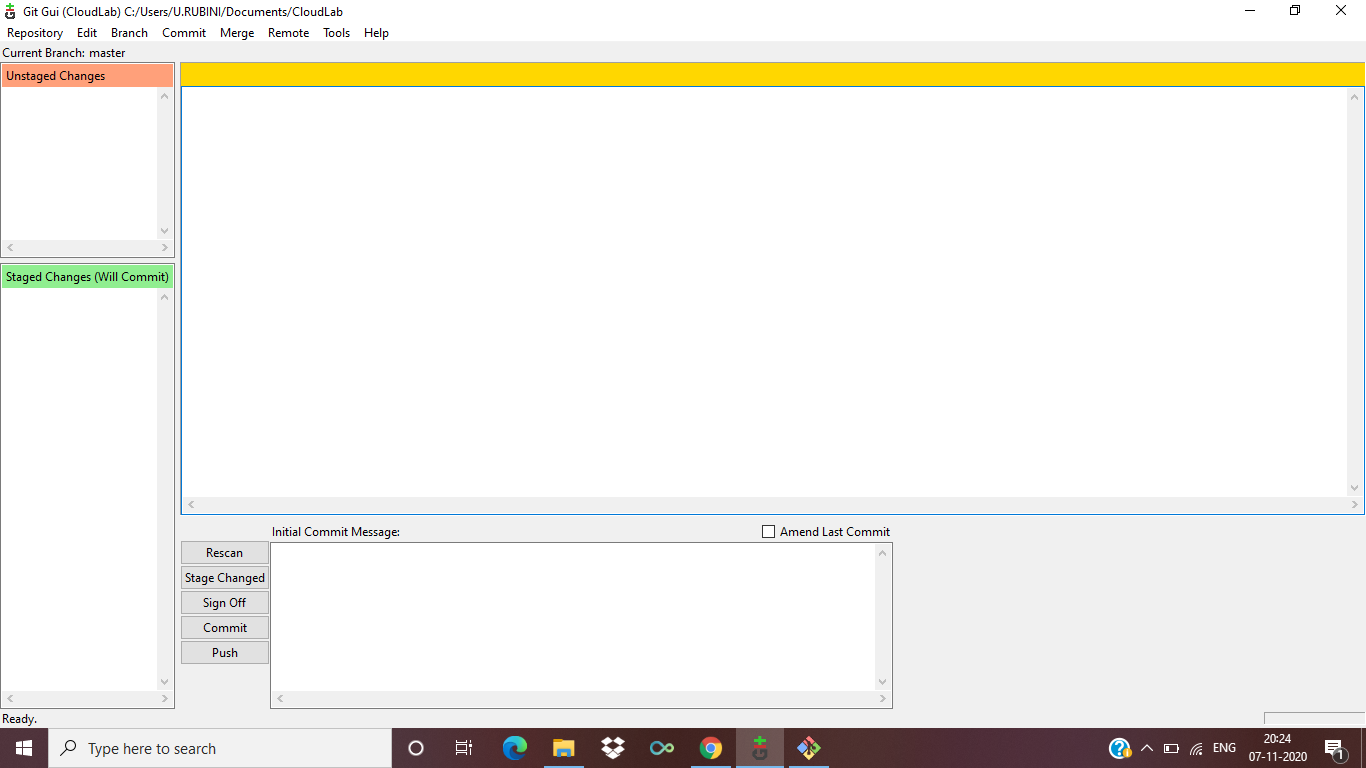 Git Gui (CloudLab) C:/Users/U.RUBINI/Documents/CloudLab
Repository Edit Branch Commit Merge Remote Tools Help
Current Branch: master
Unstaged Changes
Staged Changes (Will Commit)
Initial Commit Message:
Amend Last Commit
Rescan
Stage Changed
Sign Off
Commit
Push
Ready.
Type here to search
ENG
20:24
07-11-2020
1